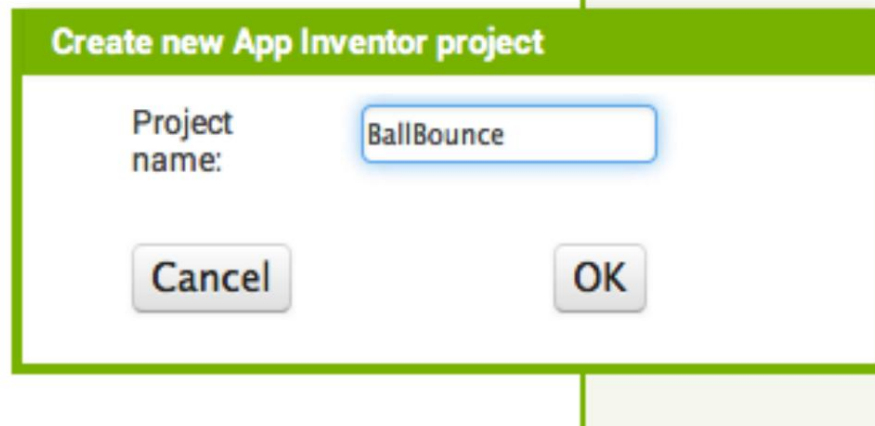 Create new App Inventor project
Project
name:
BallBounce
Cancel
OK